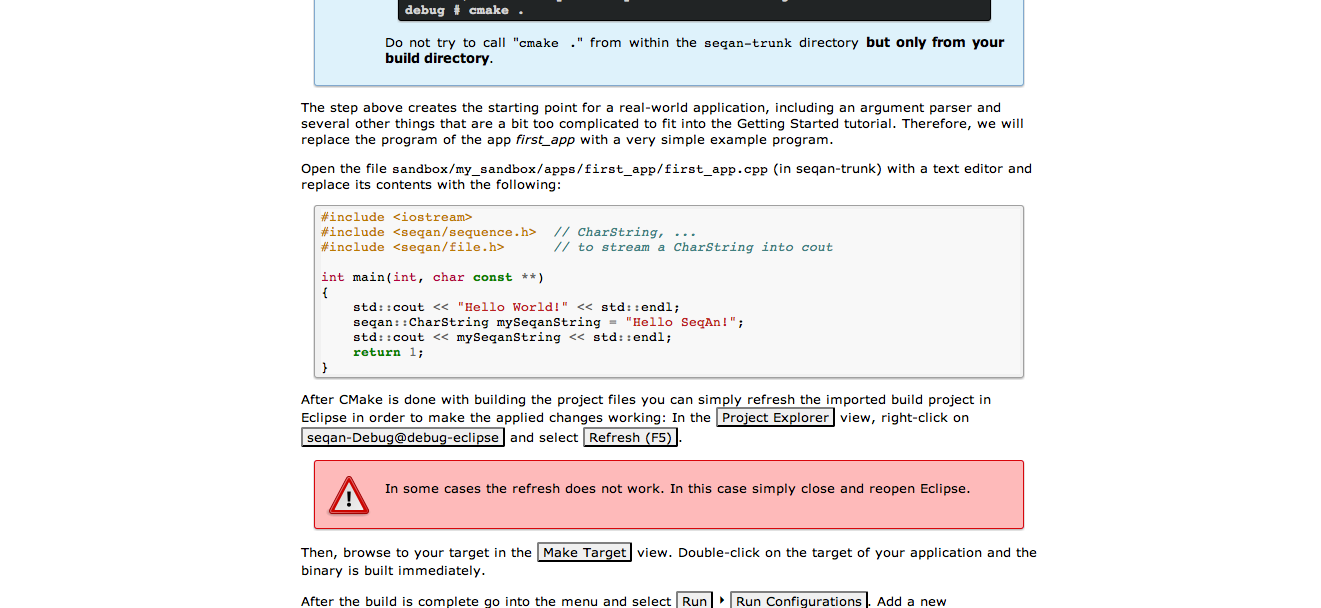 debug # cmake .
Do not try to call "cmake ." from within the seqan-trunk directory but only from your
build directory.
The step above creates the starting point for a real-world application, including an argument parser and
several other things that are a bit too complicated to fit into the Getting Started tutorial. Therefore, we will
replace the program of the app first_app with a very simple example program.
Open the file sandbox/my_sandbox/apps/first_app/first_app.cpp (in seqan-trunk) with a text editor and
replace its contents with the following:
#include <iostream>
#include <seqan/sequence.h>  // CharString, ...
#include <seqan/file.h>      // to stream a CharString into cout
int main(int, char const **)
{
    std::cout << "Hello World!" << std::endl;
    seqan::CharString mySeqanString = "Hello SeqAn!";
    std::cout << mySeqanString << std::endl;
    return 1;
}
After CMake is done with building the project files you can simply refresh the imported build project in
Eclipse in order to make the applied changes working: In the Project Explorer view, right-click on
seqan-Debug@debug-eclipse and select Refresh (F5).
In some cases the refresh does not work. In this case simply close and reopen Eclipse.
Then, browse to your target in the Make Target view. Double-click on the target of your application and the
binary is built immediately.
After the build is complete go into the menu and select Run ‣ Run Configurations. Add a new